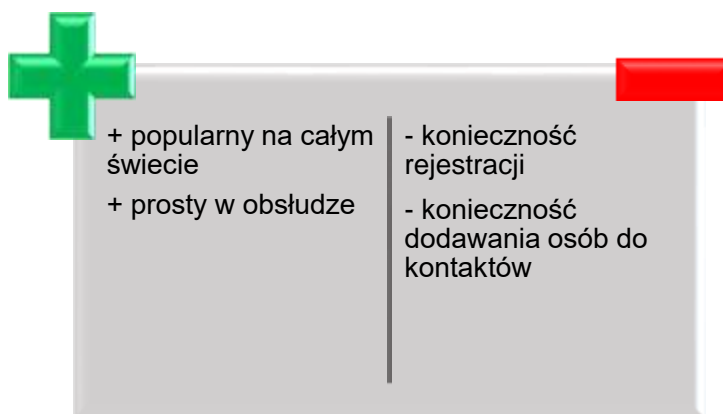 + popularny na całym
świecie
+ prosty w obsłudze
- konieczność
rejestracji
- konieczność
dodawania osób do
kontaktów